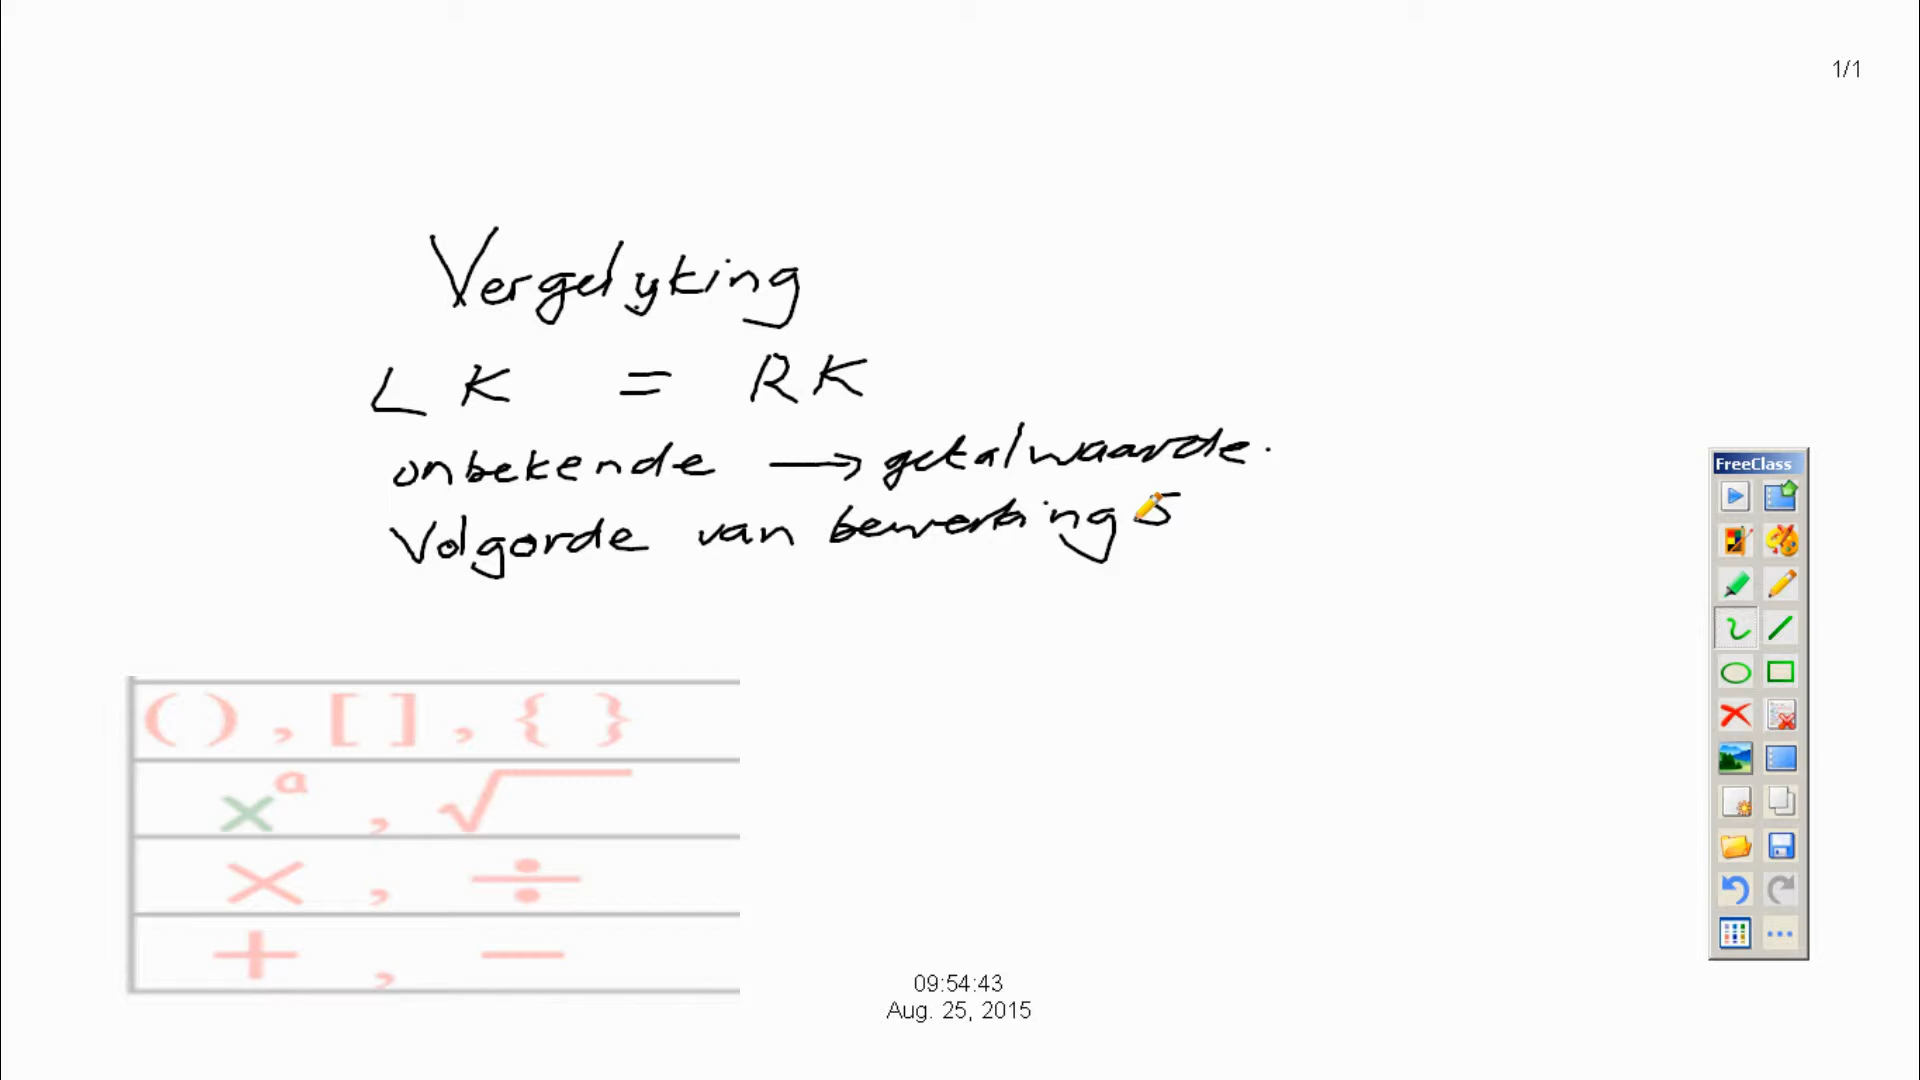 1/1
Vergelyking
LK = RK
onbekende → getalwaarde.
Volgorde van bewerkings
FreeClass
( ) , [ ] , { }
xᵃ , √
× , ÷
+ , −
09:54:43
Aug. 25, 2015